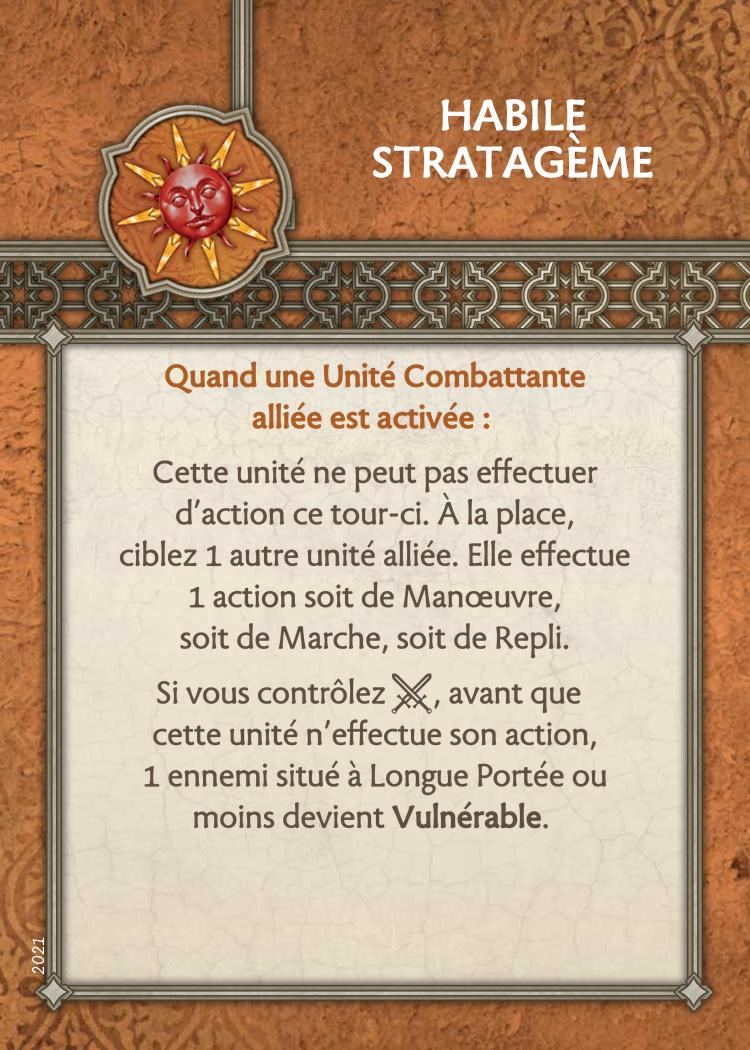 HABILE
STRATAGÈME
Quand une Unité Combattante
alliée est activée :
Cette unité ne peut pas effectuer
d'action ce tour-ci. À la place,
ciblez 1 autre unité alliée. Elle effectue
1 action soit de Manœuvre,
soit de Marche, soit de Repli.
Si vous contrôlez , avant que
cette unité n'effectue son action,
1 ennemi situé à Longue Portée ou
moins devient Vulnérable.
2021